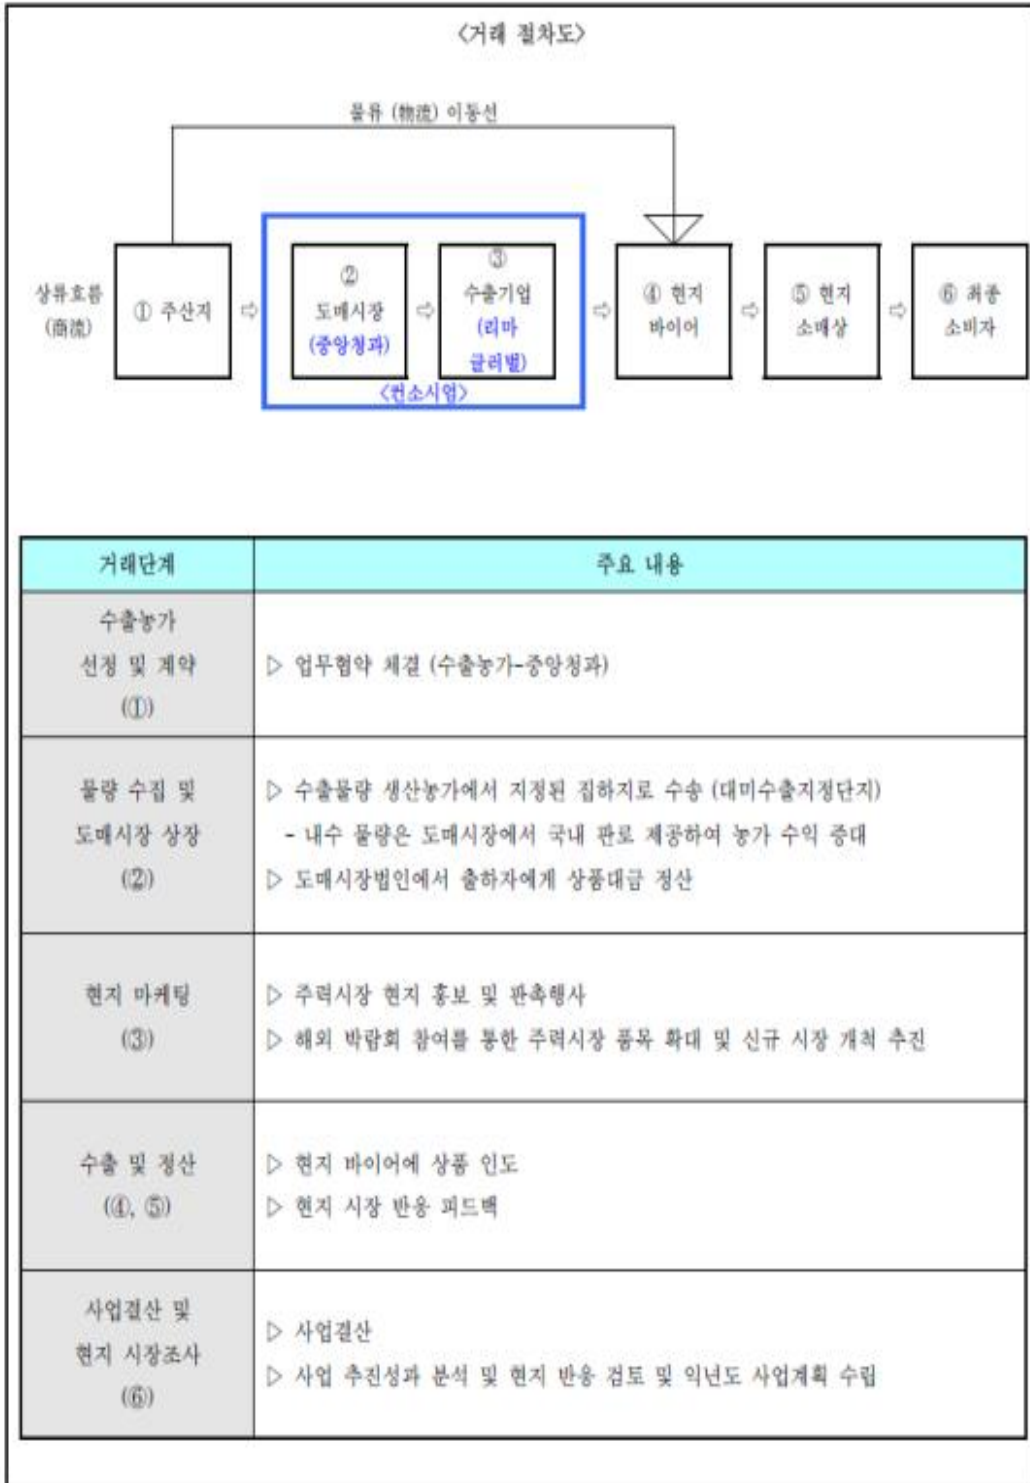 <거래 절차도>
물류 (物流) 이동선
상류흐름
(商流)
① 주산지
⇨
②
도매시장
(중앙청과)
⇨
③
수출기업
(리마
글러벌)
<컨소시엄>
⇨
④ 현지
바이어
⇨
⑤ 현지
소매상
⇨
⑥ 최종
소비자
거래단계
주요 내용
수출농가
선정 및 계약
(①)
▷ 업무협약 체결 (수출농가-중앙청과)
물량 수집 및
도매시장 상장
(②)
▷ 수출물량 생산농가에서 지정된 집하지로 수송 (대미수출지정단지)
- 내수 물량은 도매시장에서 국내 판로 제공하여 농가 수익 증대
▷ 도매시장법인에서 출하자에게 상품대금 정산
현지 마케팅
(③)
▷ 주력시장 현지 홍보 및 판촉행사
▷ 해외 박람회 참여를 통한 주력시장 품목 확대 및 신규 시장 개척 추진
수출 및 정산
(④, ⑤)
▷ 현지 바이어에 상품 인도
▷ 현지 시장 반응 피드백
사업결산 및
현지 시장조사
(⑥)
▷ 사업결산
▷ 사업 추진성과 분석 및 현지 반응 검토 및 익년도 사업계획 수립